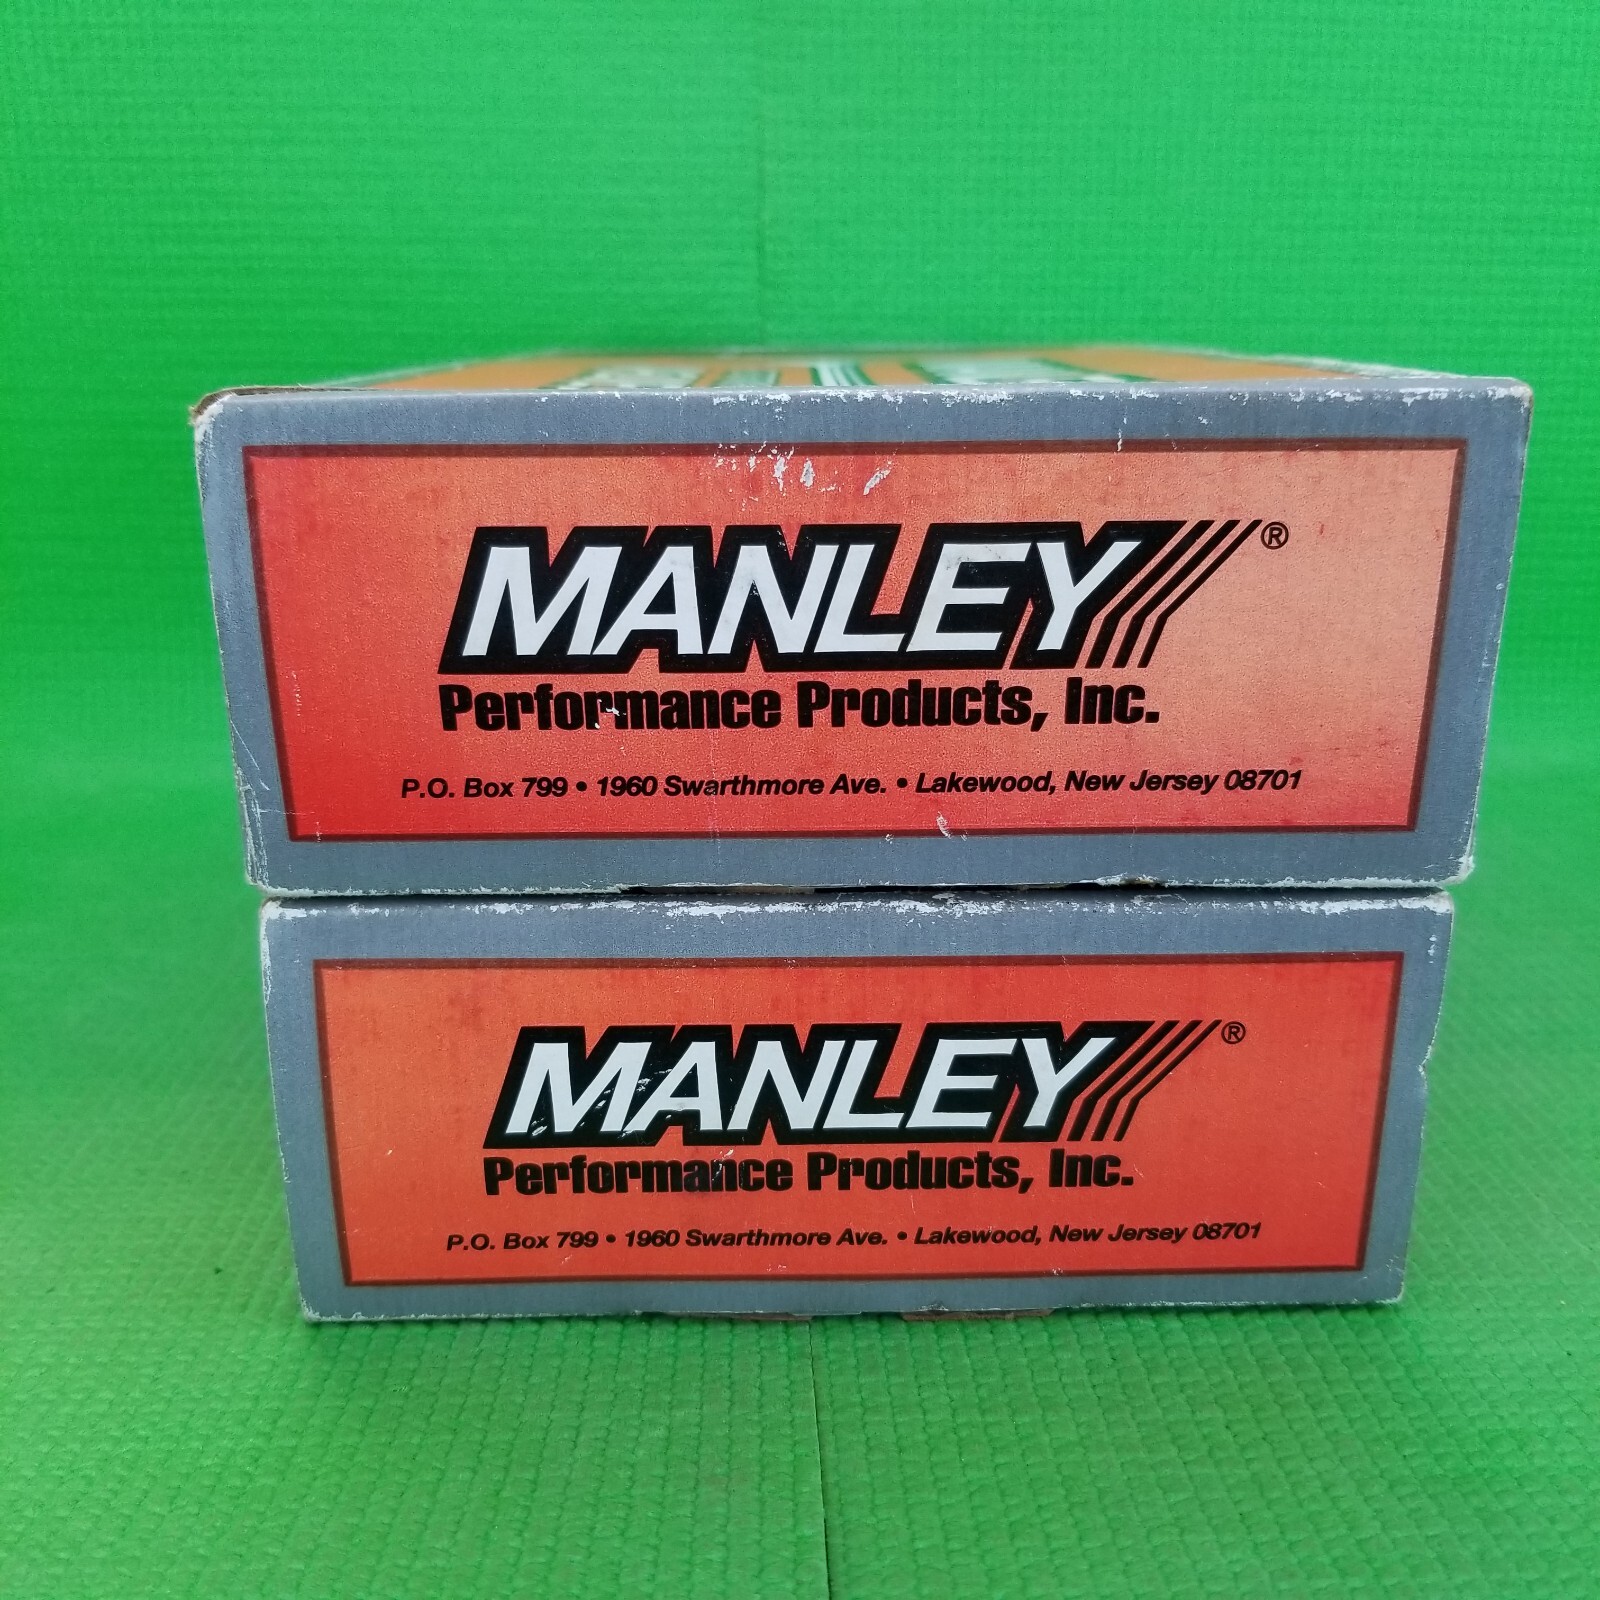 MANLEY®
Performance Products, Inc.
P.O. Box 799 • 1960 Swarthmore Ave. • Lakewood, New Jersey 08701
MANLEY®
Performance Products, Inc.
P.O. Box 799 • 1960 Swarthmore Ave. • Lakewood, New Jersey 08701